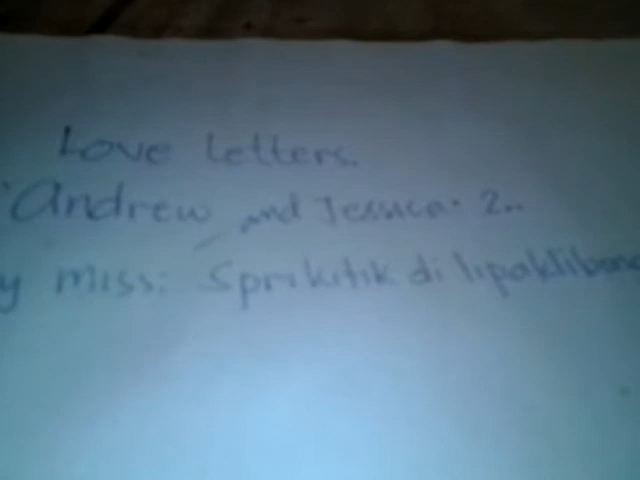 Love letters.
Andrew and Jessica. 2..
y miss: Sprikitik di lipaklibong